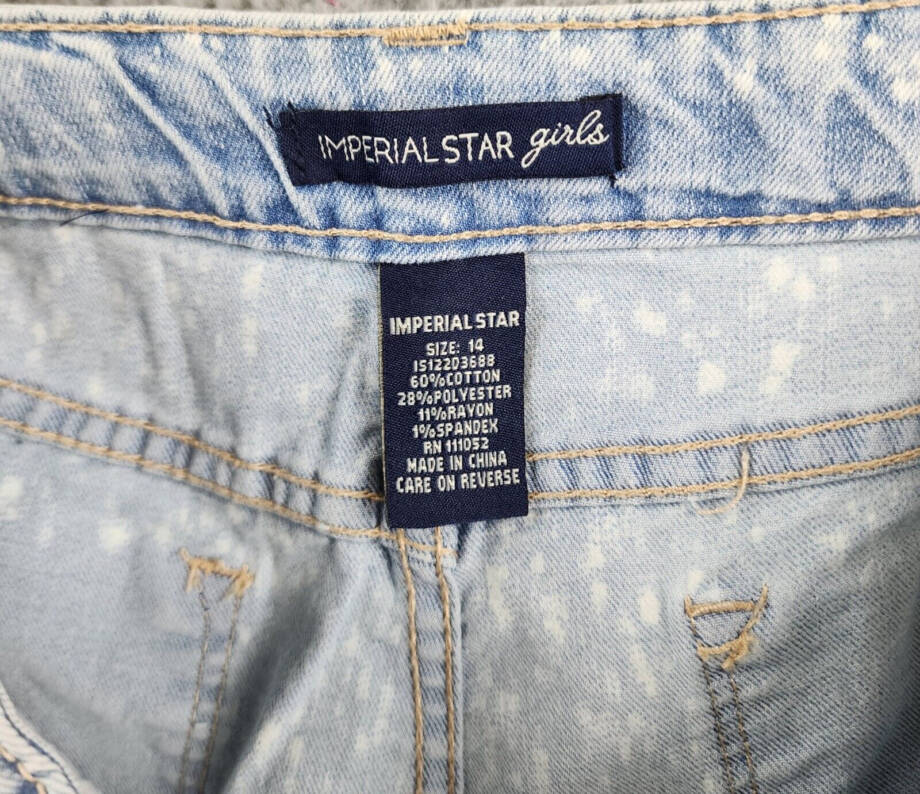 IMPERIAL STAR girls
IMPERIAL STAR
SIZE: 14
IS122D368B
60%COTTON
28%POLYESTER
11%RAYON
1%SPANDEX
RN 111052
MADE IN CHINA
CARE ON REVERSE